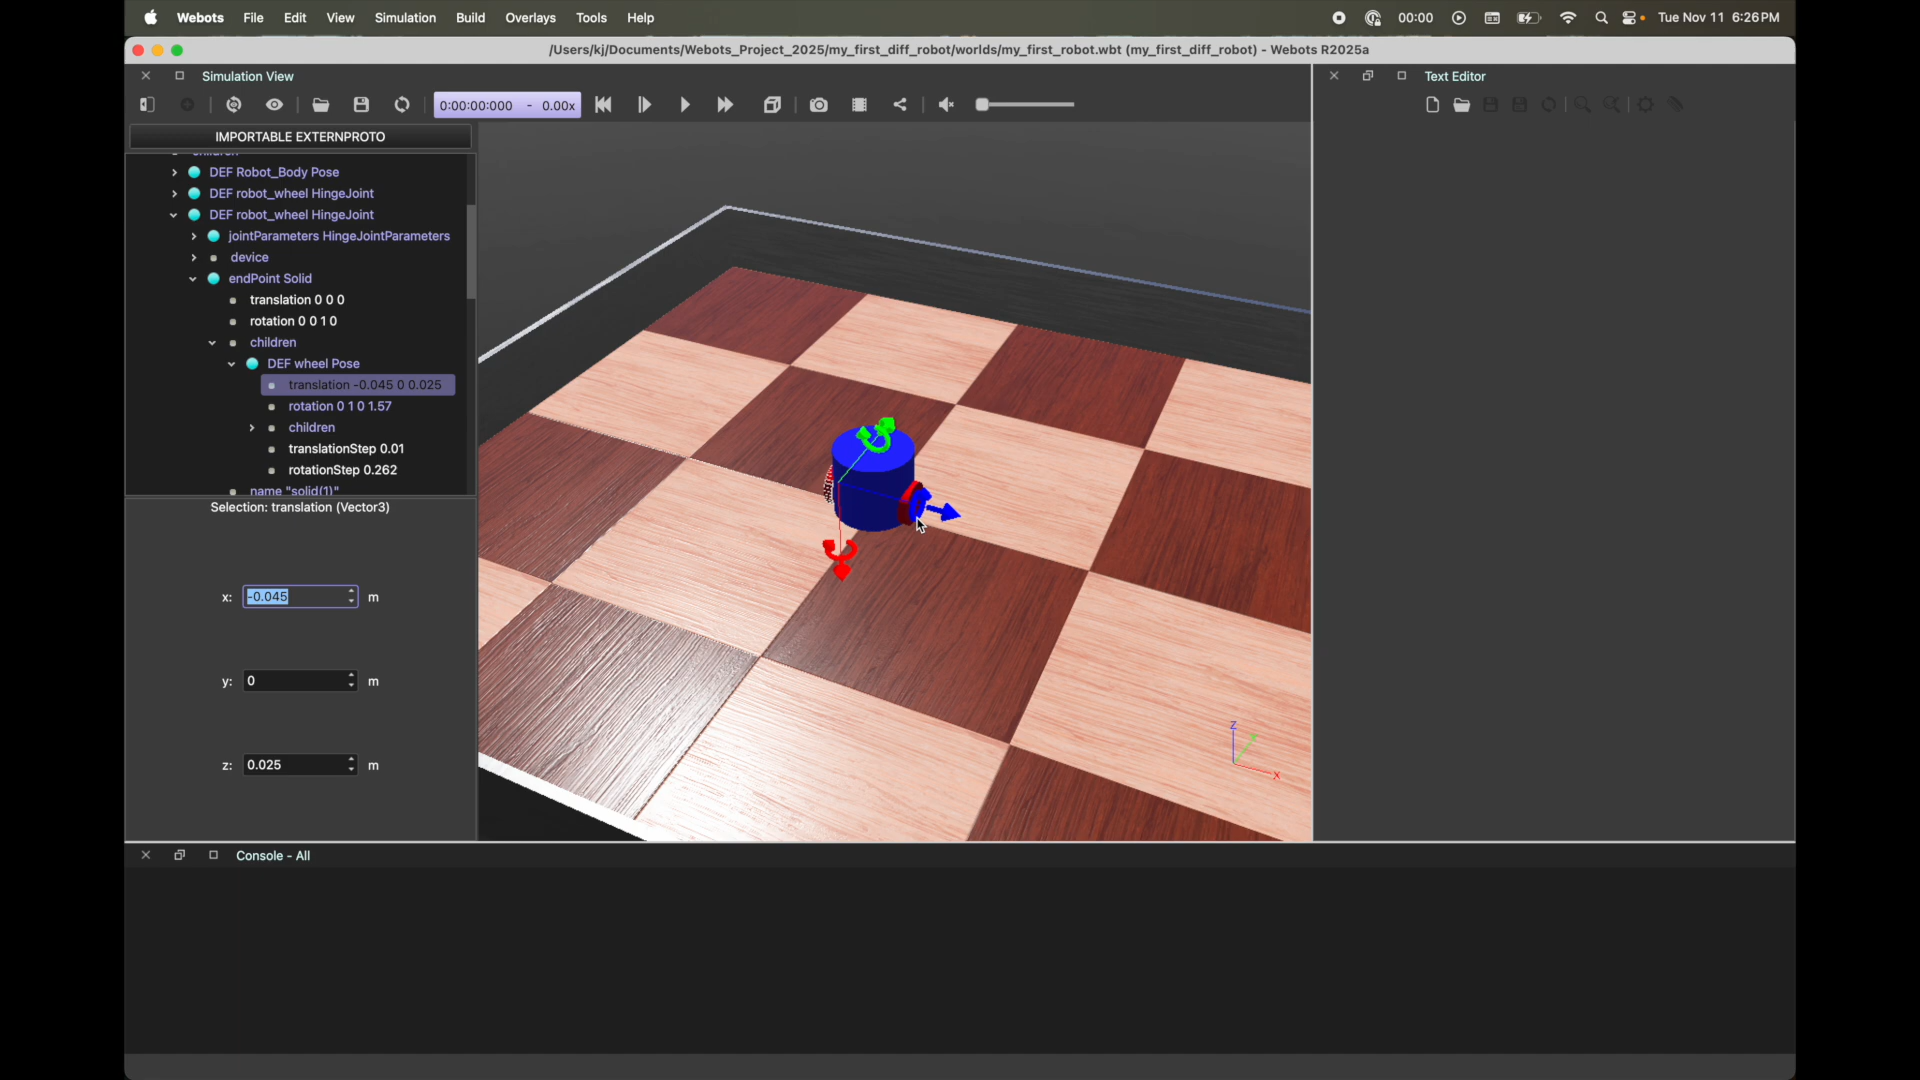 Webots File Edit View Simulation Build Overlays Tools Help 00:00 Tue Nov 11 6:26 PM
/Users/kj/Documents/Webots_Project_2025/my_first_diff_robot/worlds/my_first_robot.wbt (my_first_diff_robot) - Webots R2025a
Simulation View
Text Editor
0:00:00:000 - 0.00x
IMPORTABLE EXTERNPROTO
children
DEF Robot_Body Pose
DEF robot_wheel HingeJoint
DEF robot_wheel HingeJoint
jointParameters HingeJointParameters
device
endPoint Solid
translation 0 0 0
rotation 0 0 1 0
children
DEF wheel Pose
translation -0.045 0 0.025
rotation 0 1 0 1.57
children
translationStep 0.01
rotationStep 0.262
name "solid(1)"
Selection: translation (Vector3)
x: -0.045 m
y: 0 m
z: 0.025 m
Z
Y
X
Console - All